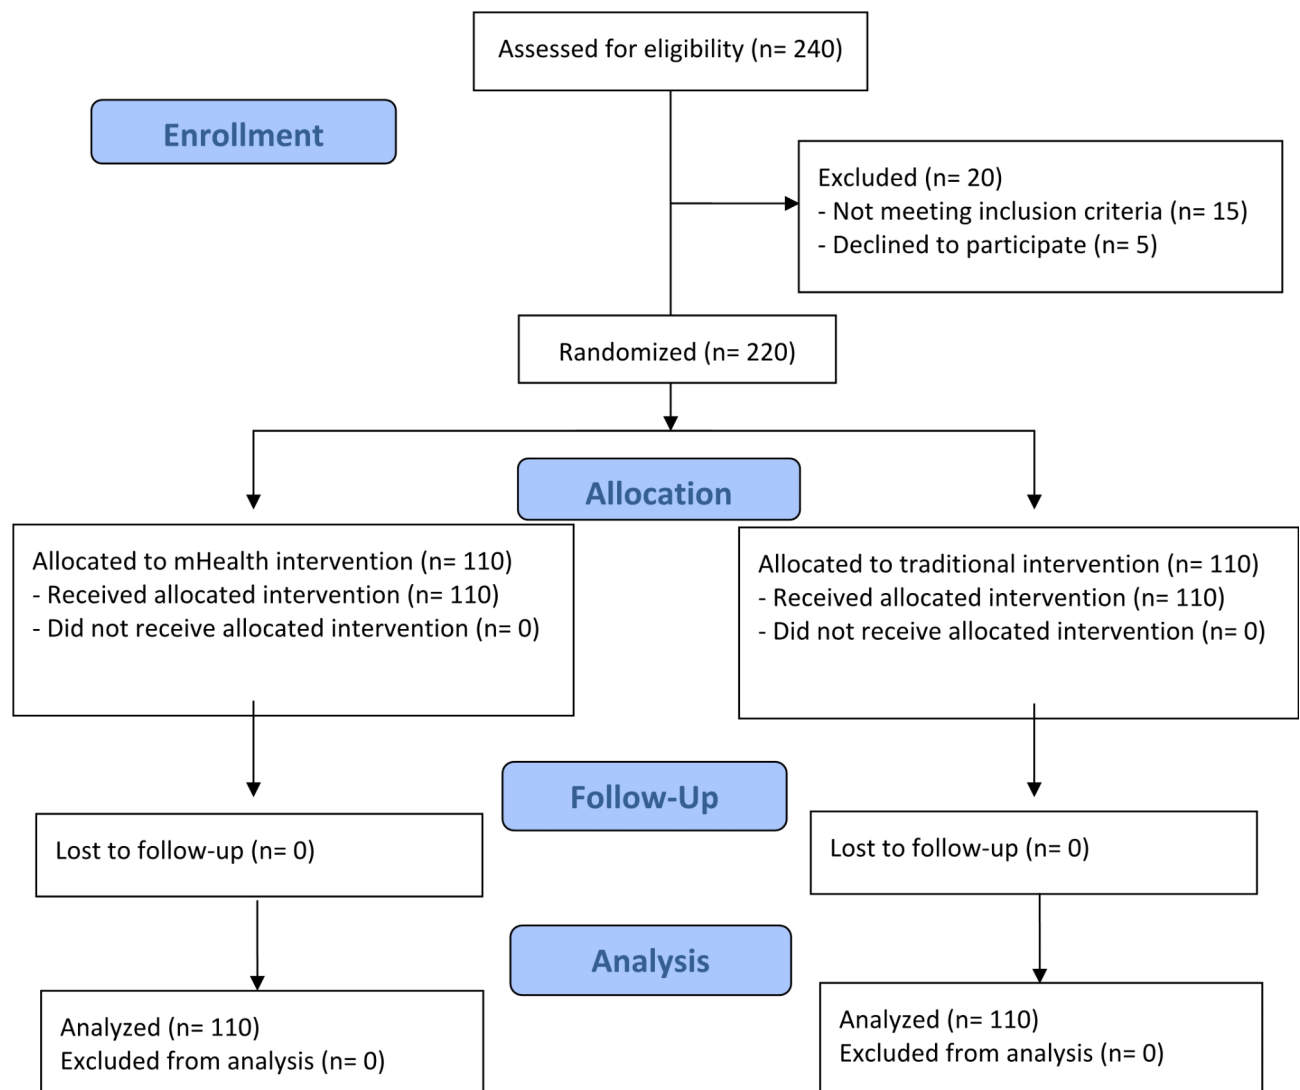 Assessed for eligibility (n= 240)
Enrollment
Excluded (n= 20)
- Not meeting inclusion criteria (n= 15)
- Declined to participate (n= 5)
Randomized (n= 220)
Allocation
Allocated to mHealth intervention (n= 110)
- Received allocated intervention (n= 110)
- Did not receive allocated intervention (n= 0)
Allocated to traditional intervention (n= 110)
- Received allocated intervention (n= 110)
- Did not receive allocated intervention (n= 0)
Follow-Up
Lost to follow-up (n= 0)
Lost to follow-up (n= 0)
Analysis
Analyzed (n= 110)
Excluded from analysis (n= 0)
Analyzed (n= 110)
Excluded from analysis (n= 0)